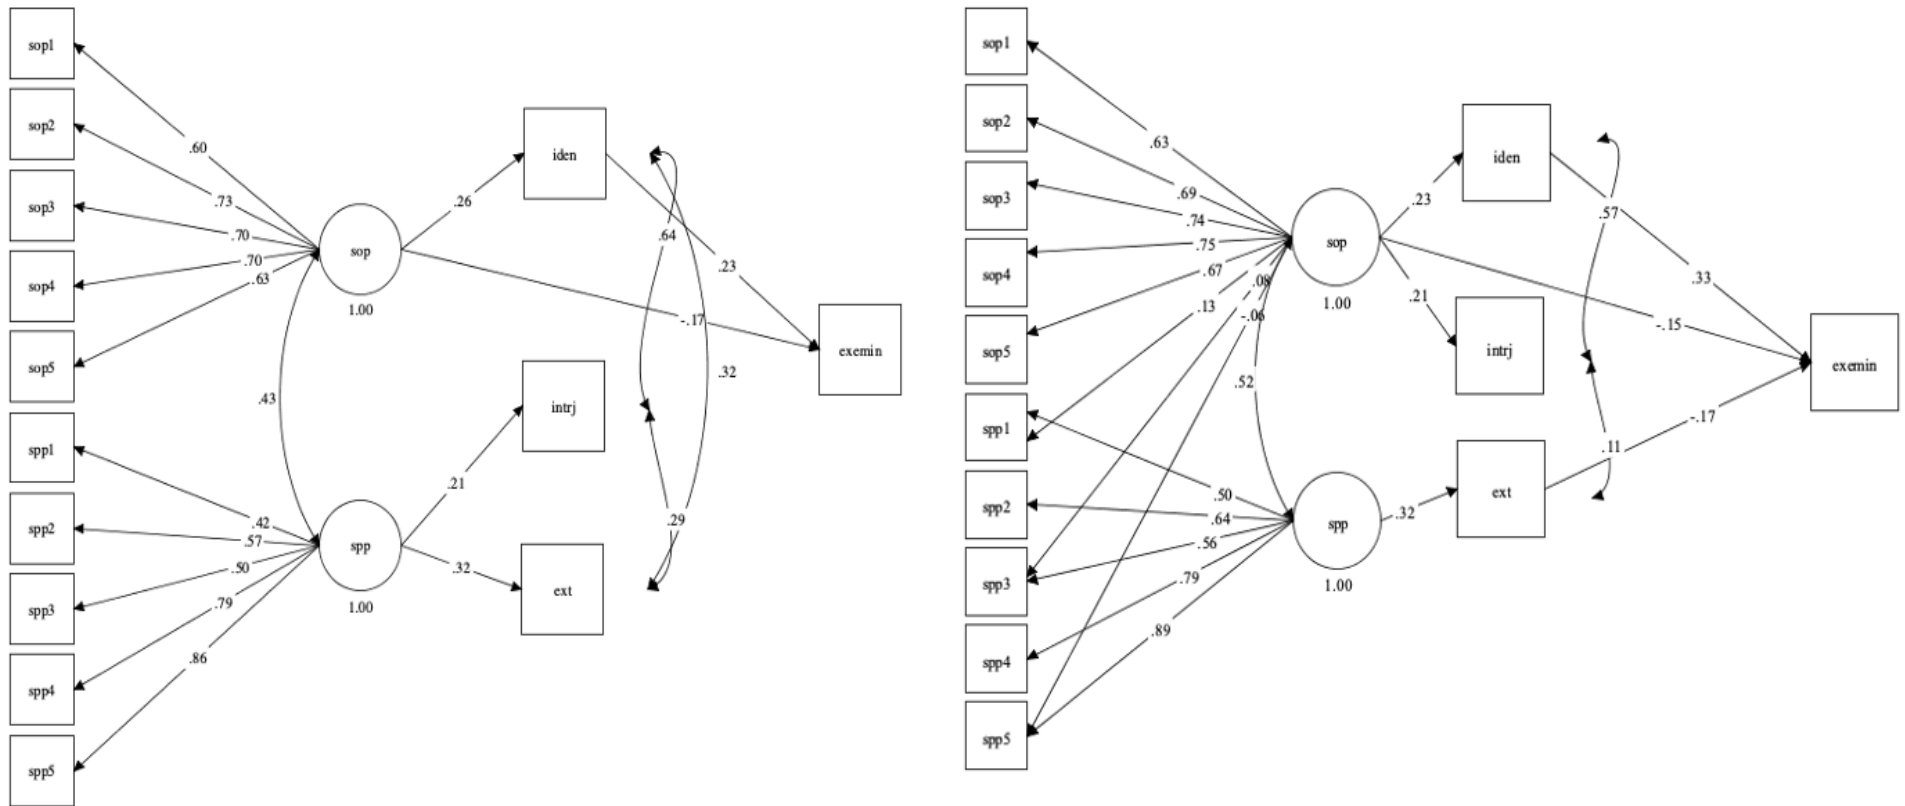 sop1
sop2
sop3
sop4
sop5
spp1
spp2
spp3
spp4
spp5
.60
.73
.70
.70
.63
.43
.42
.57
.50
.79
.86
sop
1.00
spp
1.00
.26
.21
.32
iden
intrj
ext
.64
.23
-.17
.32
.29
exemin
sop1
sop2
sop3
sop4
sop5
spp1
spp2
spp3
spp4
spp5
.63
.69
.74
.75
.67
.13
.08
-.06
.52
.50
.64
.56
.79
.89
sop
1.00
spp
1.00
.23
.21
.32
iden
intrj
ext
.57
.33
-.15
-.17
.11
exemin